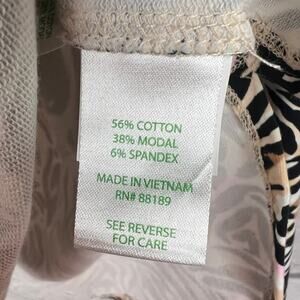 56% COTTON
38% MODAL
6% SPANDEX
MADE IN VIETNAM
RN# 88189
SEE REVERSE
FOR CARE